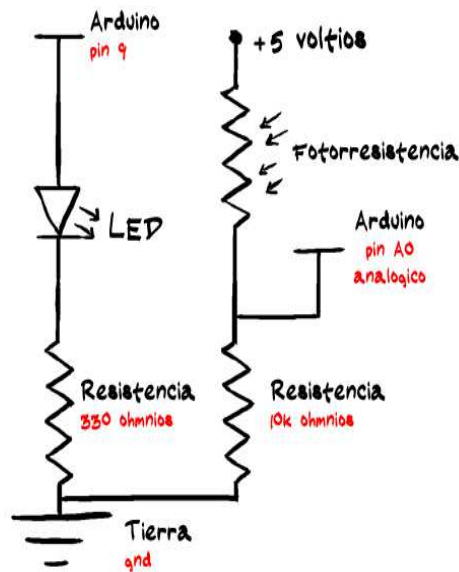 Arduino
pin 9
+5 voltios
Fotorresistencia
LED
Arduino
pin A0
analogico
Resistencia
330 ohmnios
Resistencia
10k ohmnios
Tierra
gnd